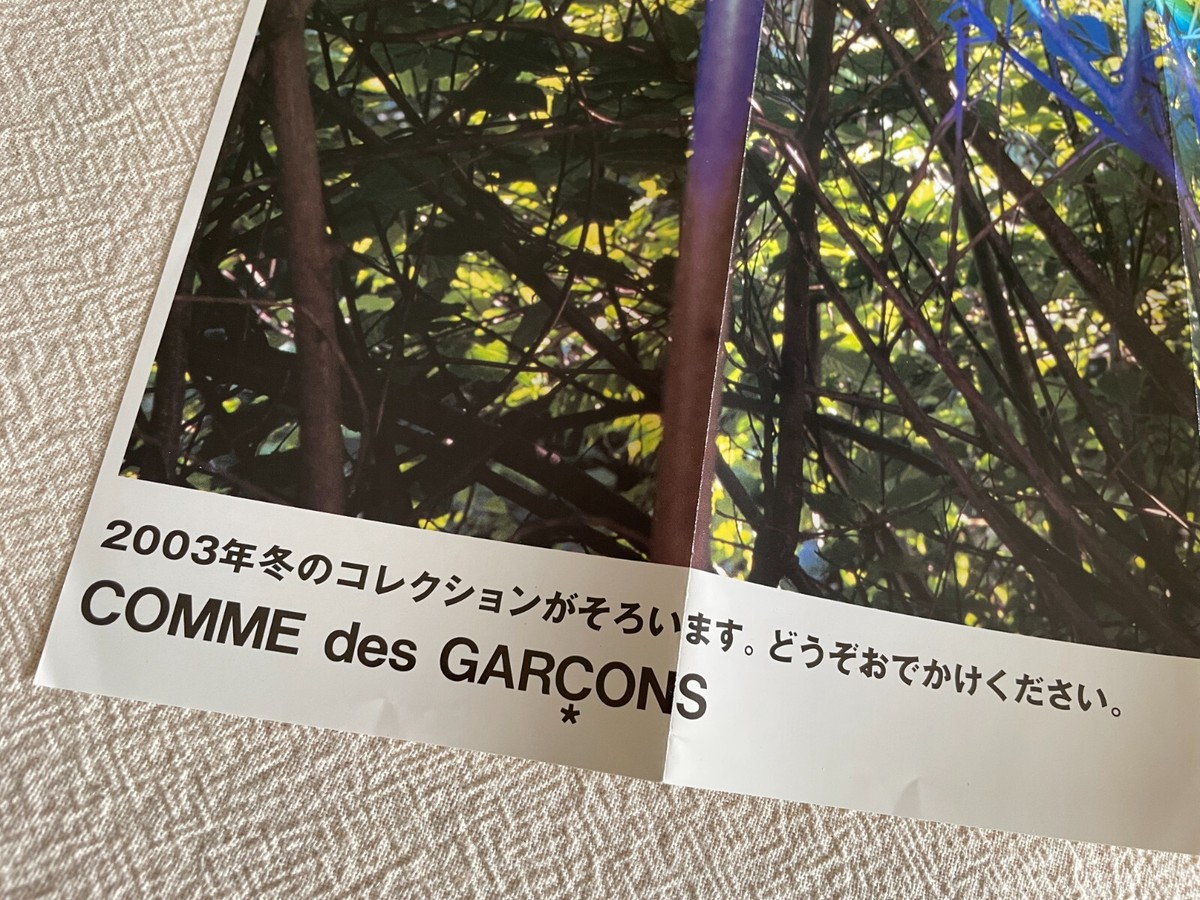 2003年冬のコレクションがそろいます。どうぞおでかけください。
COMME des GARÇONS
*